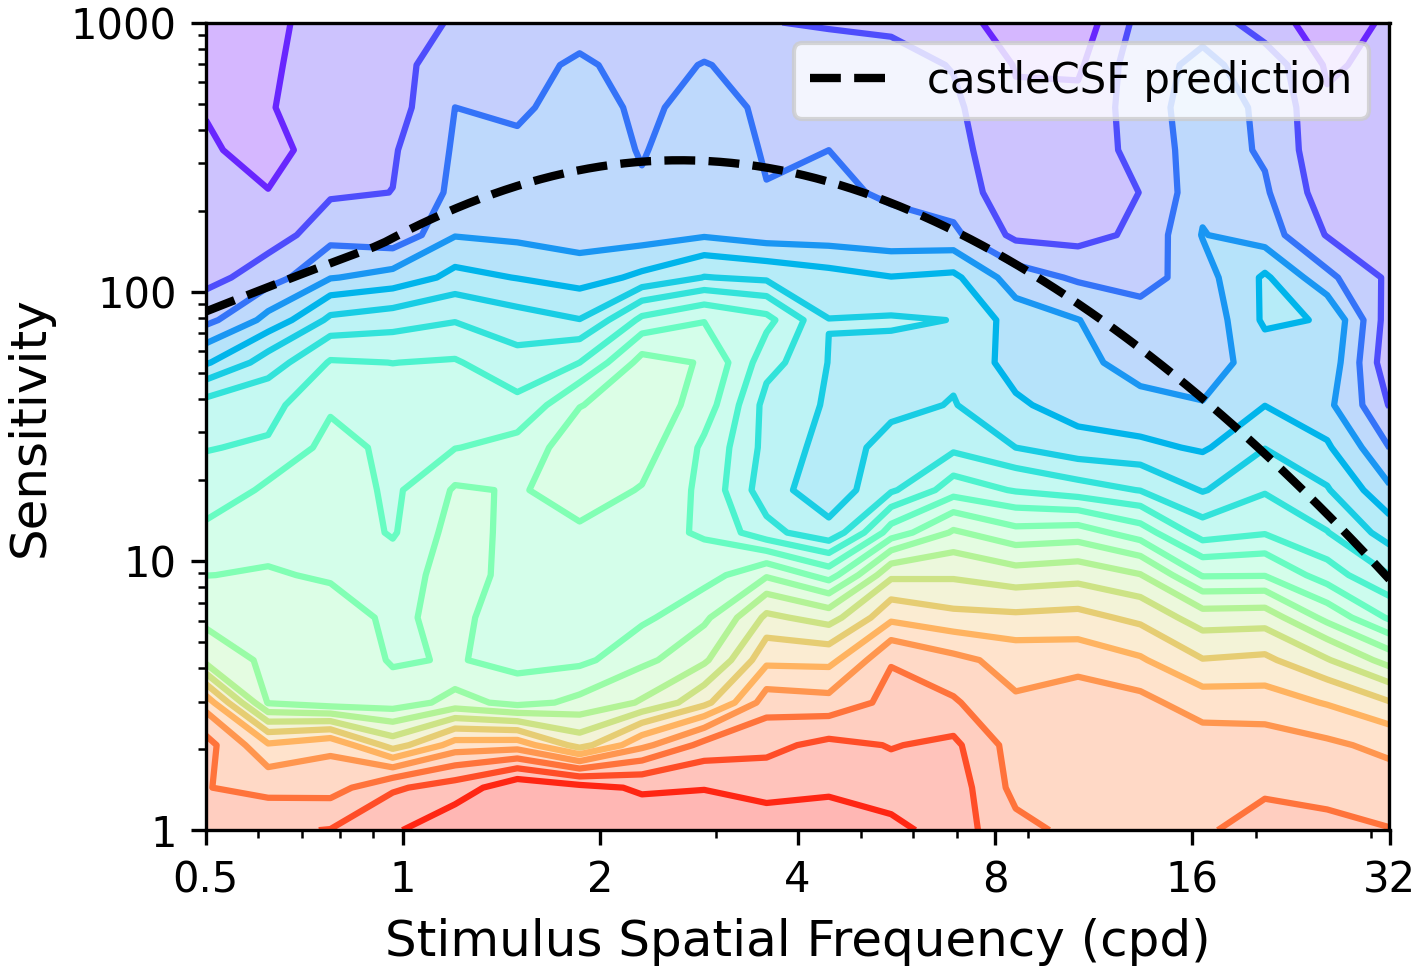 1000
castleCSF prediction
100
Sensitivity
10
1
0.5 1 2 4 8 16 32
Stimulus Spatial Frequency (cpd)